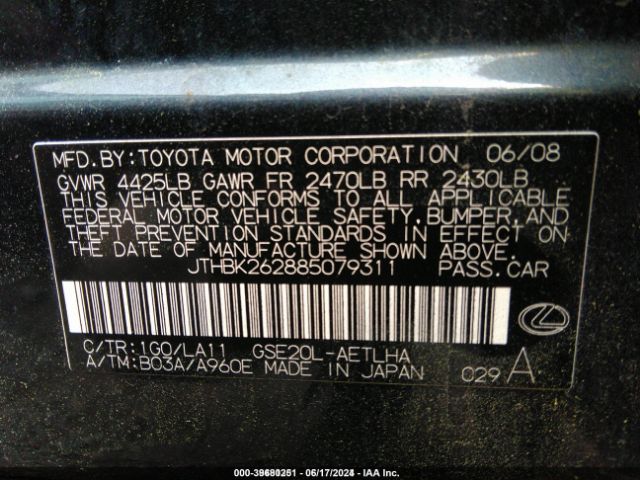 MFD.BY:TOYOTA MOTOR CORPORATION 06/08
GVWR 4425LB GAWR FR 2470LB RR 2430LB
THIS VEHICLE CONFORMS TO ALL APPLICABLE
FEDERAL MOTOR VEHICLE SAFETY, BUMPER, AND
THEFT PREVENTION STANDARDS IN EFFECT ON
THE DATE OF MANUFACTURE SHOWN ABOVE.
JTHBK262885079311 PASS.CAR
C/TR:1G0/LA11 GSE20L-AETLHA
A/TM:B03A/A960E MADE IN JAPAN 029 A
000-39680251 - 06/17/2024 - IAA Inc.